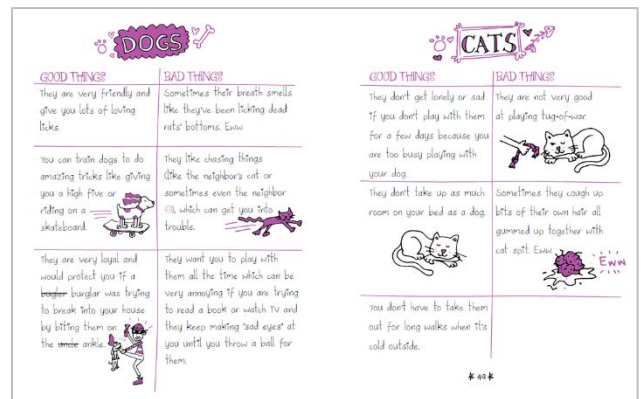 DOGS
GOOD THINGS
They are very friendly and
give you lots of loving
licks.
BAD THINGS
Sometimes their breath smells
like they've been licking dead
rats' bottoms. Eww.
You can train dogs to do
amazing tricks like giving
you a high five or
riding on a
skateboard.
They like chasing things
(like the neighbor's cat or
sometimes even the neighbor
), which can get you into
trouble.
They are very loyal and
would protect you if a
bugler burglar was trying
to break into your house
by biting them on
the uncle ankle.
They want you to play with
them all the time which can be
very annoying if you are trying
to read a book or watch TV and
they keep making 'sad eyes' at
you until you throw a ball for
them.
CATS
GOOD THINGS
They don't get lonely or sad
if you don't play with them
for a few days because you
are too busy playing with
your dog.
BAD THINGS
They are not very good
at playing tug-of-war.
They don't take up as much
room on your bed as a dog.
Sometimes they cough up
bits of their own hair all
gummed up together with
cat spit. Eww.
EWW
You don't have to take them
out for long walks when it's
cold outside.
49